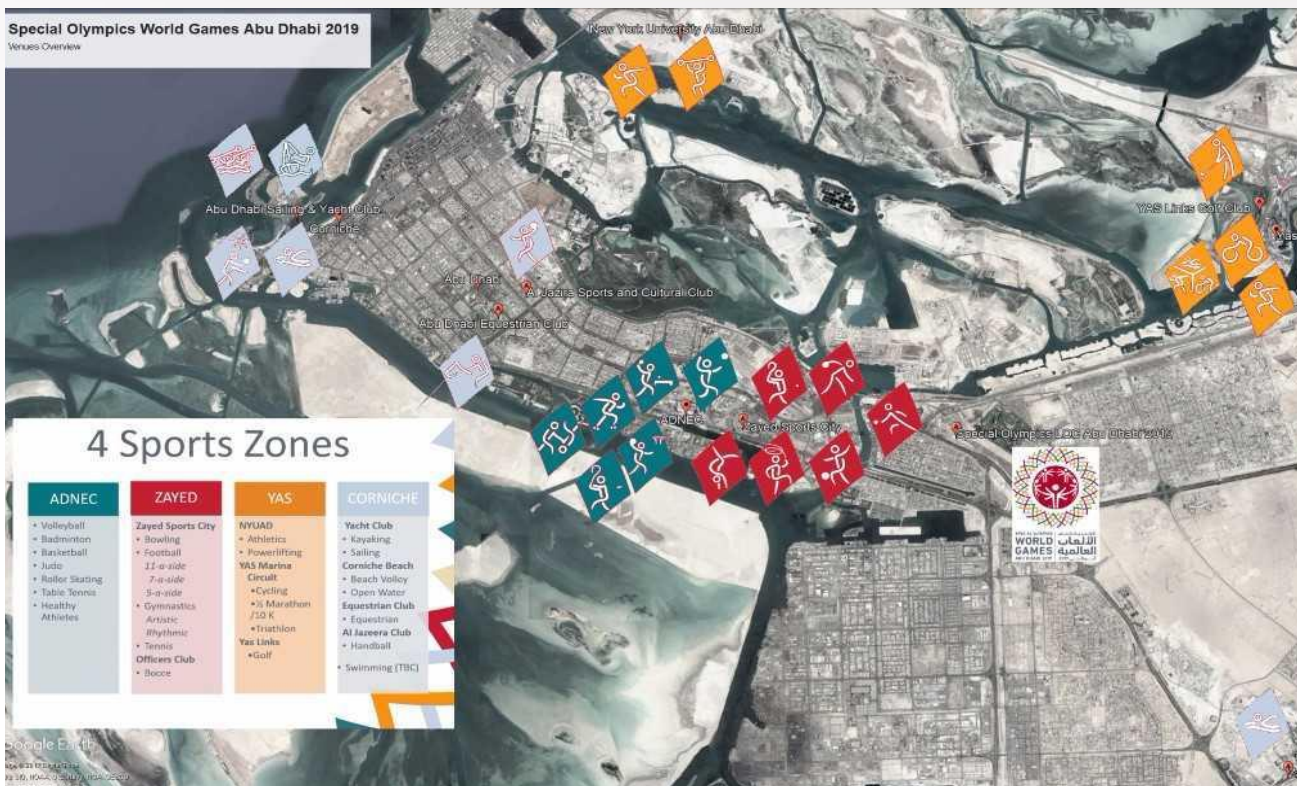 Special Olympics World Games Abu Dhabi 2019
Venues Overview
New York University Abu Dhabi
Abu Dhabi Sailing & Yacht Club
Corniche
YAS Links Golf Club
Yas
Abu Dhabi
Al Jazira Sports and Cultural Club
Abu Dhabi Equestrian Club
ADNEC
Zayed Sports City
Special Olympics LOC Abu Dhabi
WORLD
GAMES
الألعاب
العالمية
4 Sports Zones
ADNEC
• Volleyball
• Badminton
• Basketball
• Judo
• Roller Skating
• Table Tennis
• Healthy
Athletes
ZAYED
Zayed Sports City
• Bowling
• Football
11-a-side
7-a-side
5-a-side
• Gymnastics
Artistic
Rhythmic
• Tennis
Officers Club
• Bocce
YAS
NYUAD
• Athletics
• Powerlifting
YAS Marina
Circuit
•Cycling
•½ Marathon
/10 K
•Triathlon
Yas Links
•Golf
CORNICHE
Yacht Club
• Kayaking
• Sailing
Corniche Beach
• Beach Volley
• Open Water
Equestrian Club
• Equestrian
Al Jazeera Club
• Handball
• Swimming (TBC)
Google Earth